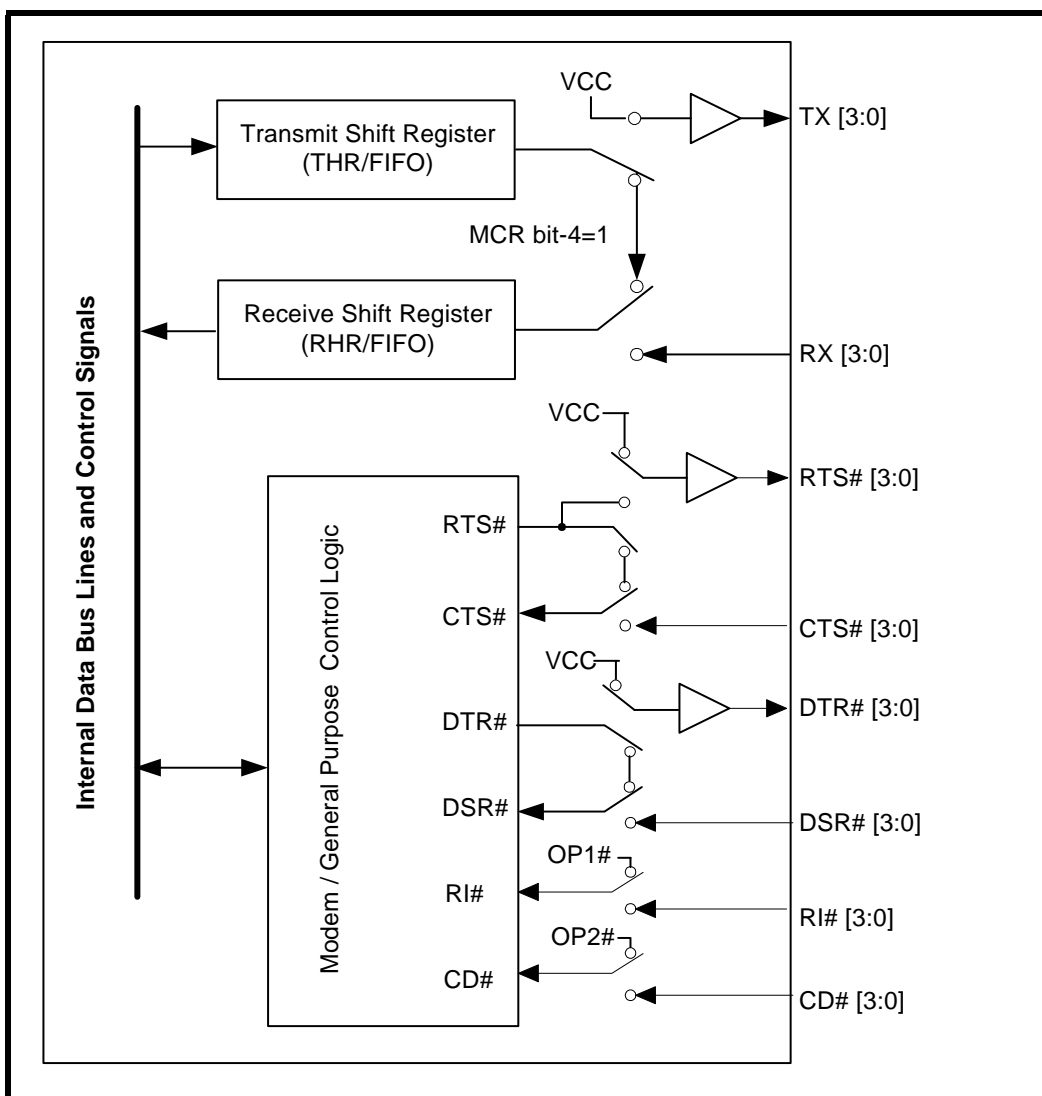 VCC
TX [3:0]
Transmit Shift Register
(THR/FIFO)
MCR bit-4=1
Receive Shift Register
(RHR/FIFO)
RX [3:0]
Internal Data Bus Lines and Control Signals
VCC
RTS# [3:0]
Modem / General Purpose Control Logic
RTS#
CTS#
CTS# [3:0]
VCC
DTR#
DTR# [3:0]
DSR#
DSR# [3:0]
OP1#
RI#
RI# [3:0]
OP2#
CD#
CD# [3:0]